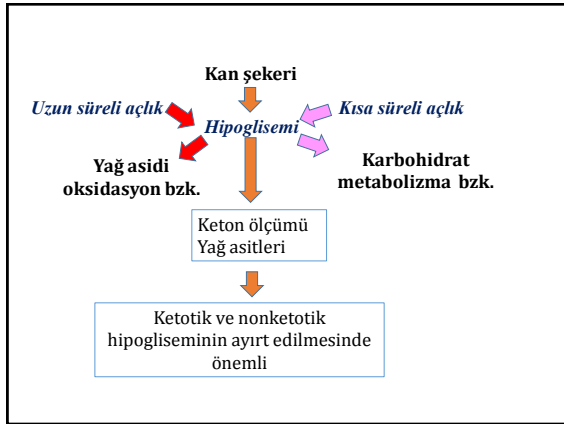 Kan şekeri
Uzun süreli açlık
Kısa süreli açlık
Hipoglisemi
Yağ asidi
oksidasyon bzk.
Karbohidrat
metabolizma bzk.
Keton ölçümü
Yağ asitleri
Ketotik ve nonketotik
hipogliseminin ayırt edilmesinde
önemli